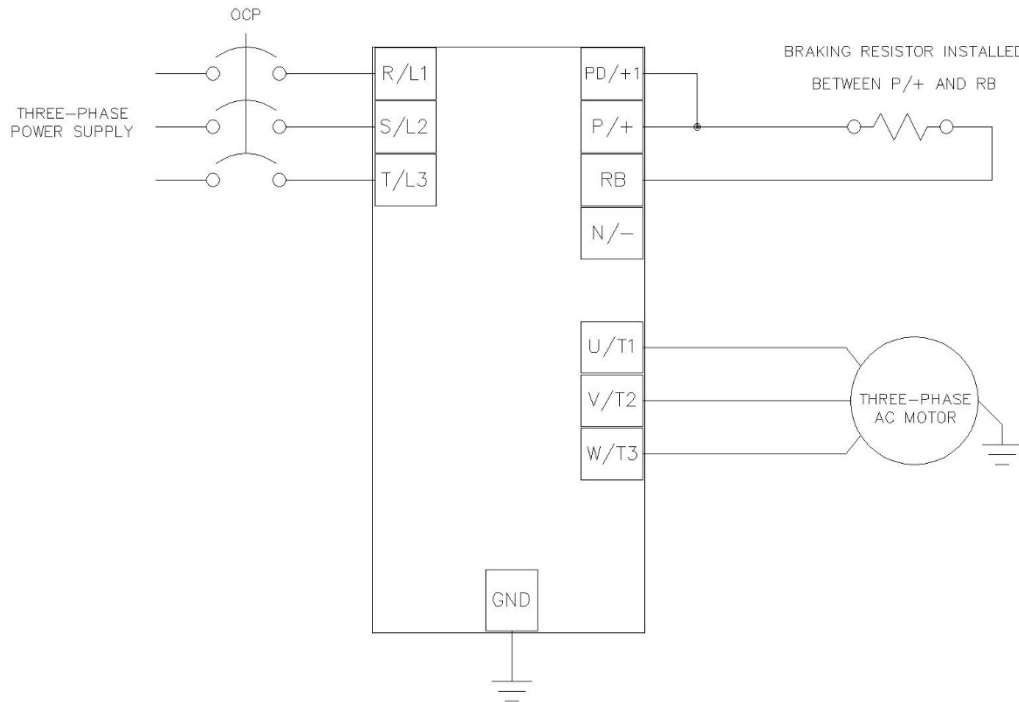 OCP
R/L1
S/L2
T/L3
THREE-PHASE
POWER SUPPLY
PD/+1
P/+
RB
N/-
BRAKING RESISTOR INSTALLED
BETWEEN P/+ AND RB
U/T1
V/T2
W/T3
THREE-PHASE
AC MOTOR
GND